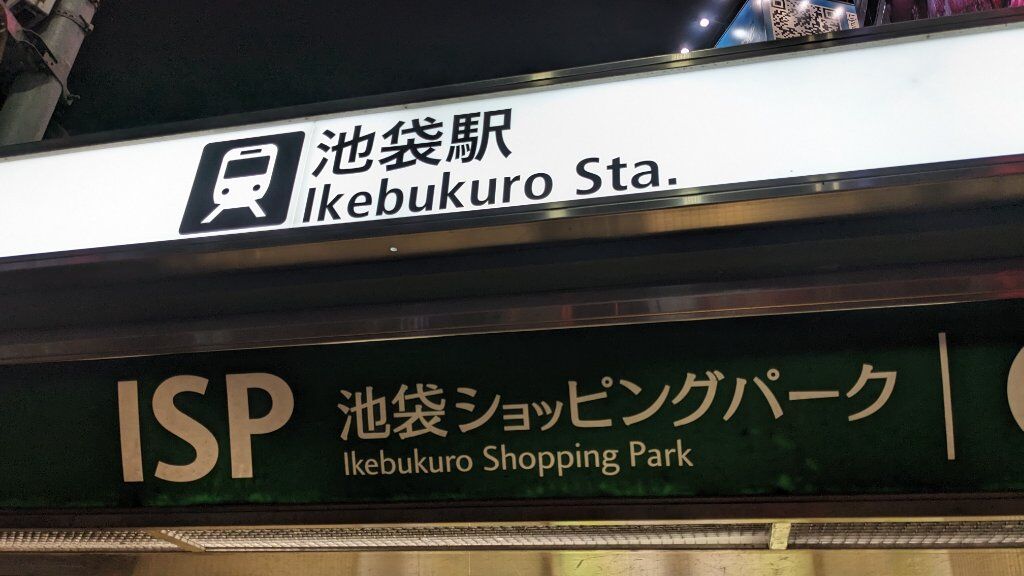 池袋駅
Ikebukuro Sta.
ISP
池袋ショッピングパーク
Ikebukuro Shopping Park